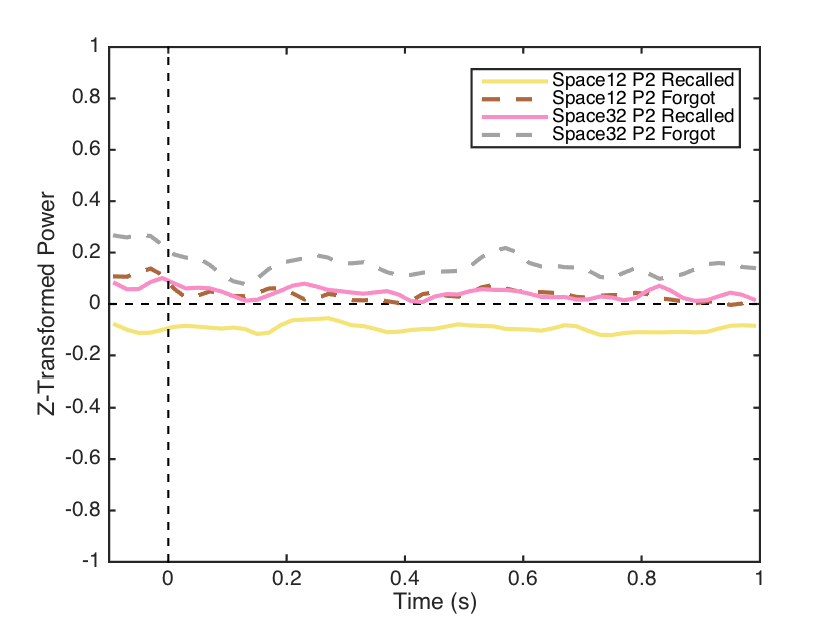 1
0.8
0.6
0.4
0.2
0
-0.2
-0.4
-0.6
-0.8
-1
Z-Transformed Power
Space12 P2 Recalled
Space12 P2 Forgot
Space32 P2 Recalled
Space32 P2 Forgot
0 0.2 0.4 0.6 0.8 1
Time (s)